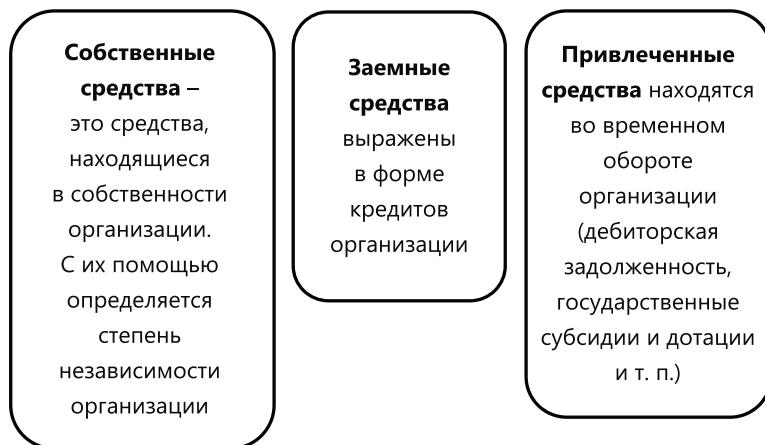 Собственные
средства –
это средства,
находящиеся
в собственности
организации.
С их помощью
определяется
степень
независимости
организации
Заемные
средства
выражены
в форме
кредитов
организации
Привлеченные
средства находятся
во временном
обороте
организации
(дебиторская
задолженность,
государственные
субсидии и дотации
и т. п.)